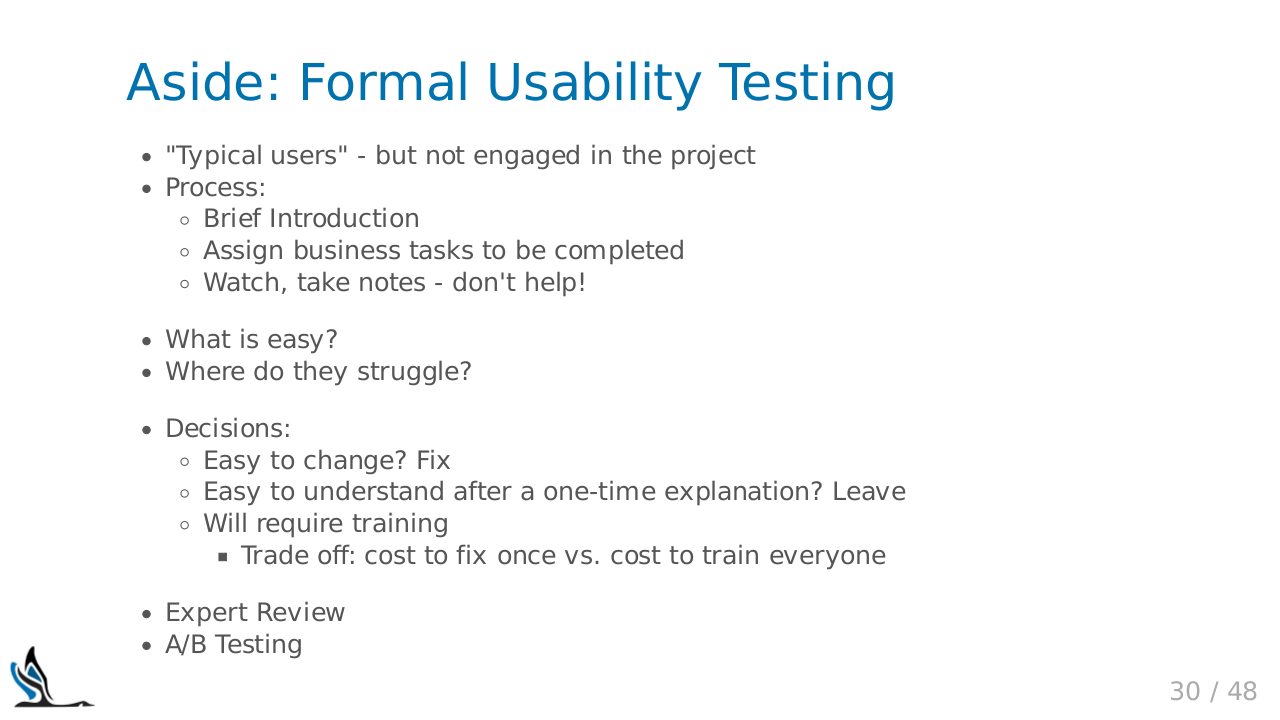 Aside: Formal Usability Testing
"Typical users" - but not engaged in the project
Process:
Brief Introduction
Assign business tasks to be completed
Watch, take notes - don't help!
What is easy?
Where do they struggle?
Decisions:
Easy to change? Fix
Easy to understand after a one-time explanation? Leave
Will require training
Trade off: cost to fix once vs. cost to train everyone
Expert Review
A/B Testing
30 / 48